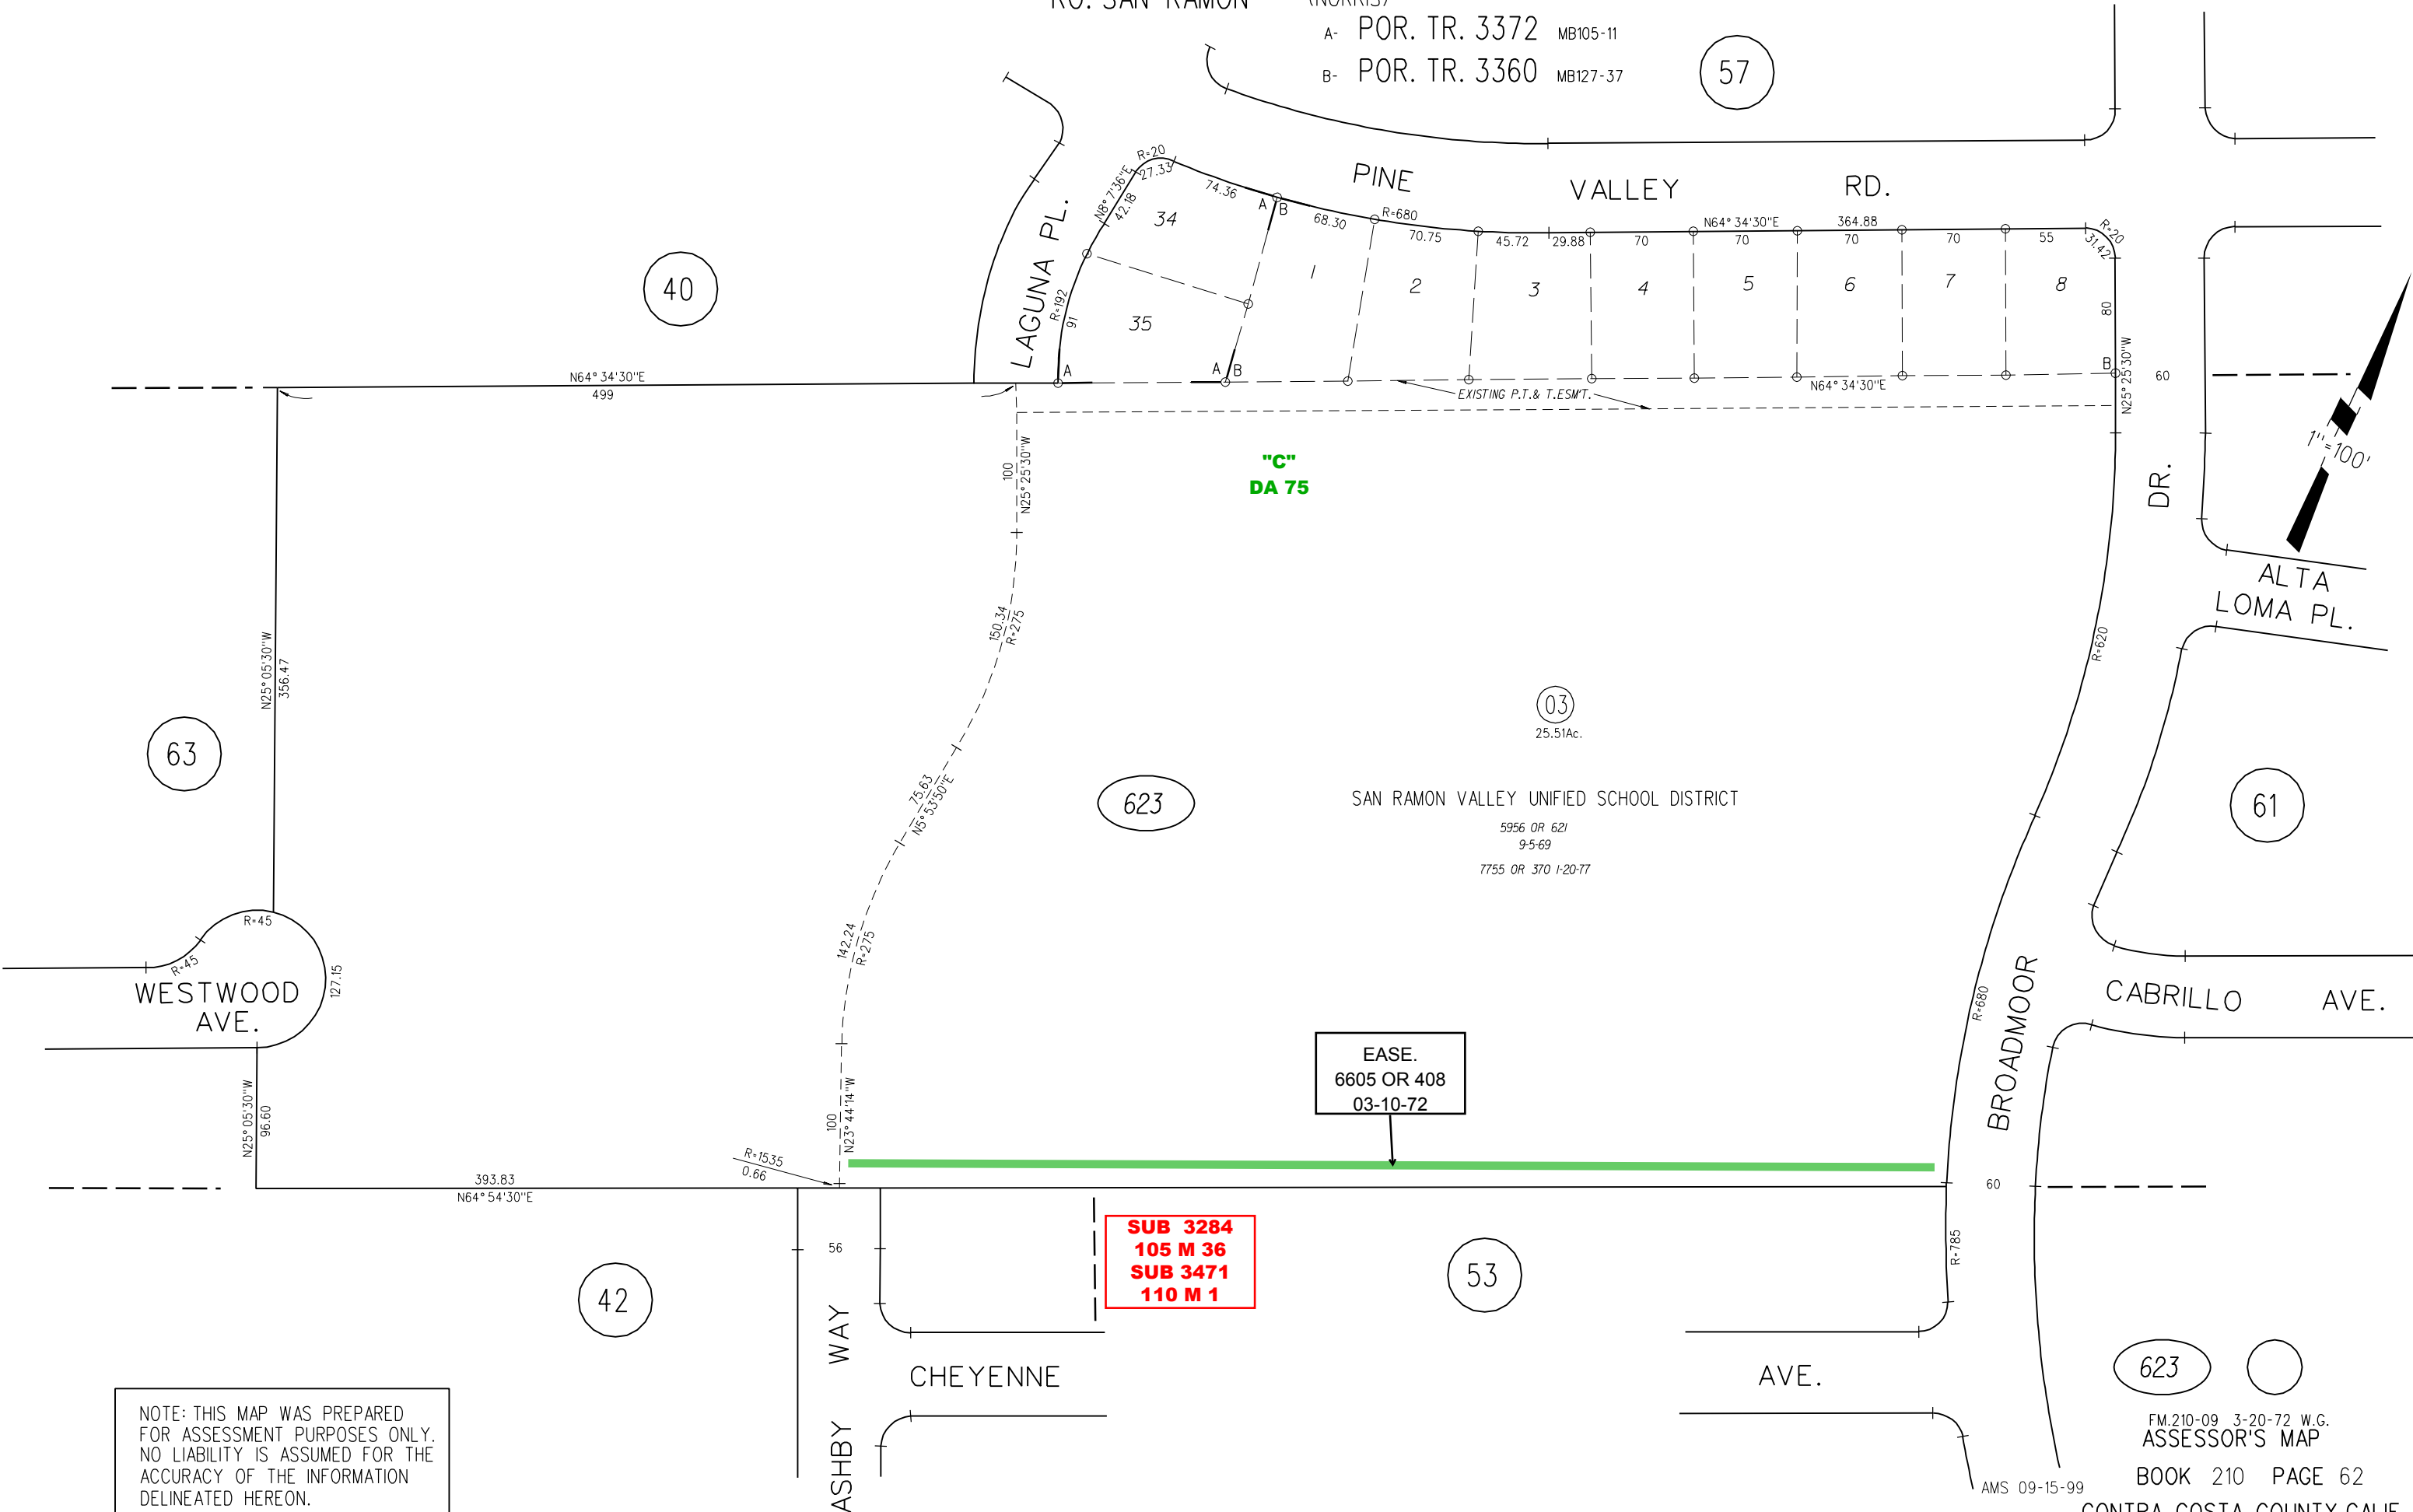 RO. SAN RAMON
(NORRIS)
A- POR. TR. 3372 MB105-11
B- POR. TR. 3360 MB127-37
57
PINE
VALLEY
RD.
R=20
27.33
N8°7'36"E
42.18
74.36
A
B
68.30
R=680
70.75
45.72
29.88
70
N64°34'30"E
70
364.88
70
70
55
R=20
31.42
34
35
1
2
3
4
5
6
7
8
80
B
N25°25'30"W
60
LAGUNA PL.
R=192
91
A
A
B
40
N64°34'30"E
499
EXISTING P.T.& T.ESM'T.
N64°34'30"E
1"=100'
"C"
DA 75
100
N25°25'30"W
DR.
ALTA
LOMA PL.
150.34
R=275
R=620
N25°05'30"W
356.47
63
03
25.51Ac.
75.63
N5°53'50"E
623
SAN RAMON VALLEY UNIFIED SCHOOL DISTRICT
5956 OR 621
9-5-69
7755 OR 370 1-20-77
61
R=45
R=45
127.15
WESTWOOD
AVE.
142.24
R=275
R=680
BROADMOOR
CABRILLO
AVE.
EASE.
6605 OR 408
03-10-72
N25°05'30"W
96.60
100
N23°44'14"W
R=1535
0.66
393.83
N64°54'30"E
60
56
SUB 3284
105 M 36
SUB 3471
110 M 1
R=785
42
53
ASHBY WAY
CHEYENNE
AVE.
623
NOTE: THIS MAP WAS PREPARED
FOR ASSESSMENT PURPOSES ONLY.
NO LIABILITY IS ASSUMED FOR THE
ACCURACY OF THE INFORMATION
DELINEATED HEREON.
FM.210-09 3-20-72 W.G.
ASSESSOR'S MAP
BOOK 210 PAGE 62
AMS 09-15-99
CONTRA COSTA COUNTY,CALIF.